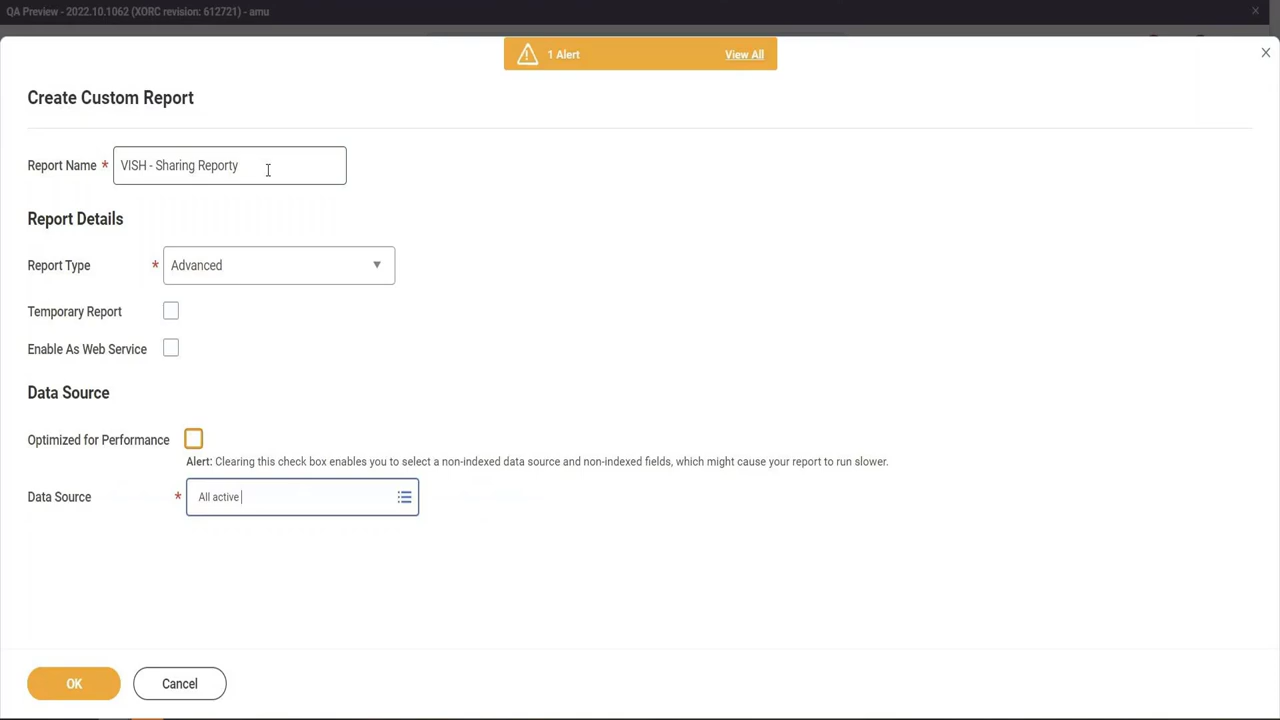 QA Preview - 2022.10.1062 (XORC revision: 612721) - amu
1 Alert View All
Create Custom Report
Report Name * VISH - Sharing Reporty
Report Details
Report Type * Advanced
Temporary Report
Enable As Web Service
Data Source
Optimized for Performance
Alert: Clearing this check box enables you to select a non-indexed data source and non-indexed fields, which might cause your report to run slower.
Data Source * All active
OK Cancel